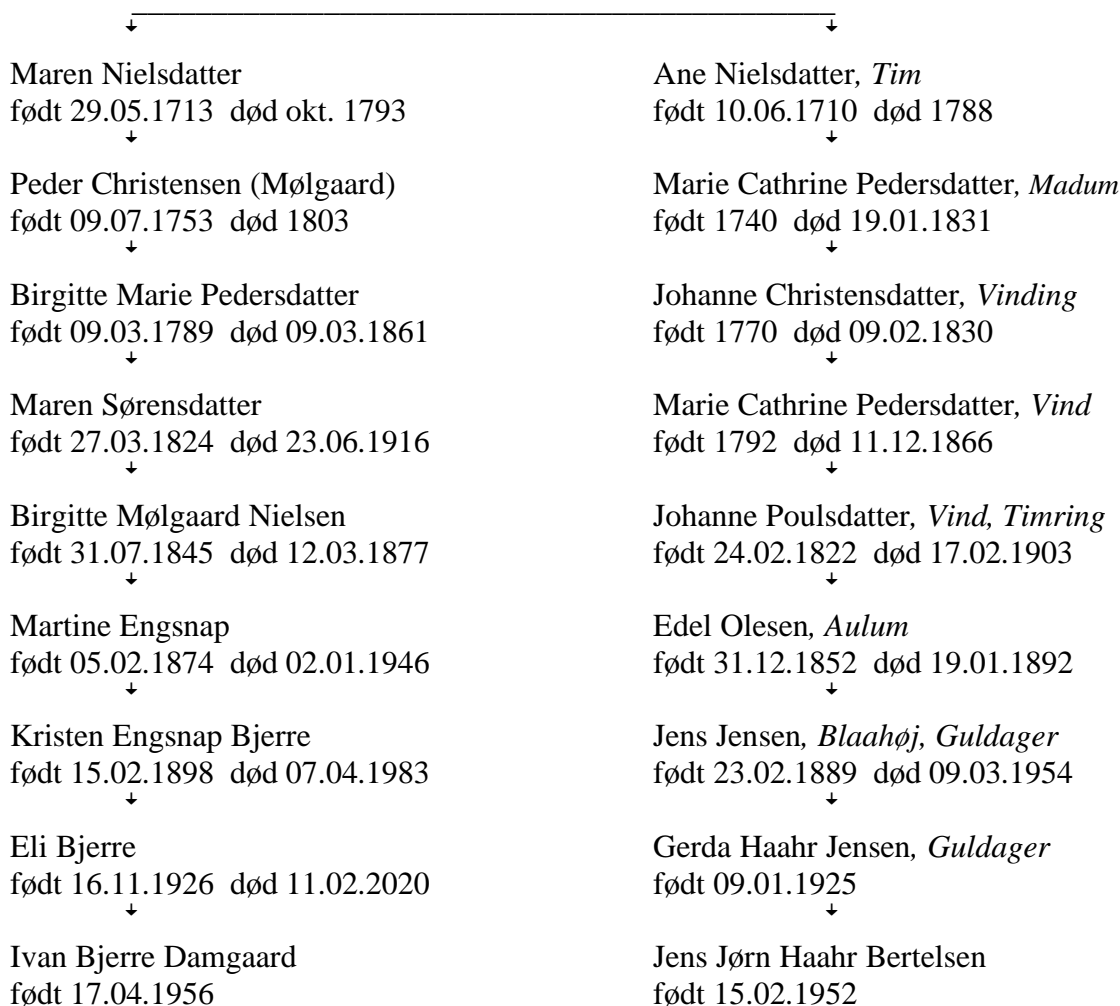 Maren Nielsdatter
født 29.05.1713 død okt. 1793
Peder Christensen (Mølgaard)
født 09.07.1753 død 1803
Birgitte Marie Pedersdatter
født 09.03.1789 død 09.03.1861
Maren Sørensdatter
født 27.03.1824 død 23.06.1916
Birgitte Mølgaard Nielsen
født 31.07.1845 død 12.03.1877
Martine Engsnap
født 05.02.1874 død 02.01.1946
Kristen Engsnap Bjerre
født 15.02.1898 død 07.04.1983
Eli Bjerre
født 16.11.1926 død 11.02.2020
Ivan Bjerre Damgaard
født 17.04.1956
Ane Nielsdatter, Tim
født 10.06.1710 død 1788
Marie Cathrine Pedersdatter, Madum
født 1740 død 19.01.1831
Johanne Christensdatter, Vinding
født 1770 død 09.02.1830
Marie Cathrine Pedersdatter, Vind
født 1792 død 11.12.1866
Johanne Poulsdatter, Vind, Timring
født 24.02.1822 død 17.02.1903
Edel Olesen, Aulum
født 31.12.1852 død 19.01.1892
Jens Jensen, Blaahøj, Guldager
født 23.02.1889 død 09.03.1954
Gerda Haahr Jensen, Guldager
født 09.01.1925
Jens Jørn Haahr Bertelsen
født 15.02.1952